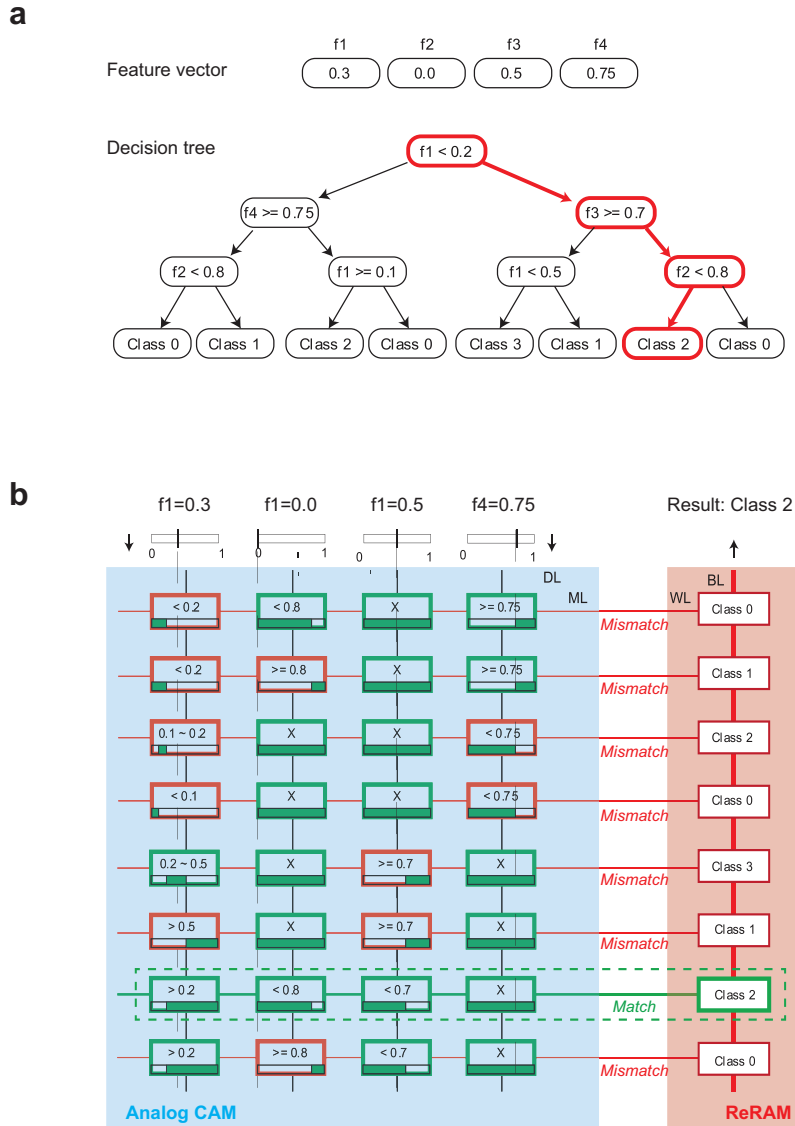 a
f1 f2 f3 f4
Feature vector 0.3 0.0 0.5 0.75
Decision tree
f1 < 0.2
f4 >= 0.75 f3 >= 0.7
f2 < 0.8 f1 >= 0.1 f1 < 0.5 f2 < 0.8
Class 0 Class 1 Class 2 Class 0 Class 3 Class 1 Class 2 Class 0
b
f1=0.3 f1=0.0 f1=0.5 f4=0.75 Result: Class 2
0 1 0 1 0 1 0 1
DL BL
ML WL
< 0.2 < 0.8 X >= 0.75 Mismatch Class 0
< 0.2 >= 0.8 X >= 0.75 Mismatch Class 1
0.1 ~ 0.2 X X < 0.75 Mismatch Class 2
< 0.1 X X < 0.75 Mismatch Class 0
0.2 ~ 0.5 X >= 0.7 X Mismatch Class 3
> 0.5 X >= 0.7 X Mismatch Class 1
> 0.2 < 0.8 < 0.7 X Match Class 2
> 0.2 >= 0.8 < 0.7 X Mismatch Class 0
Analog CAM ReRAM